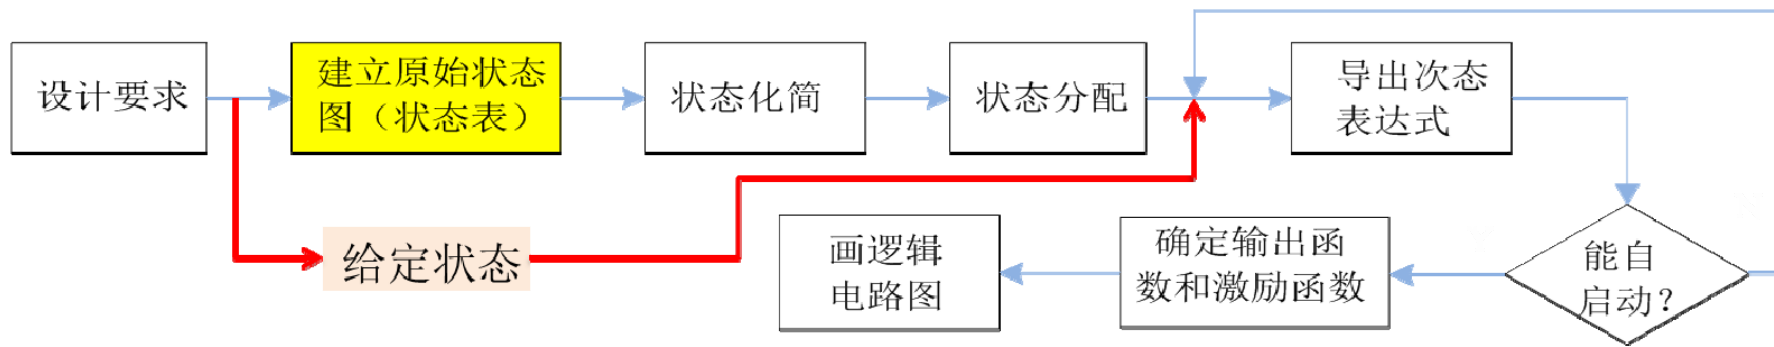 设计要求
建立原始状态
图（状态表）
状态化简
状态分配
导出次态
表达式
给定状态
能自
启动？
确定输出函
数和激励函数
画逻辑
电路图